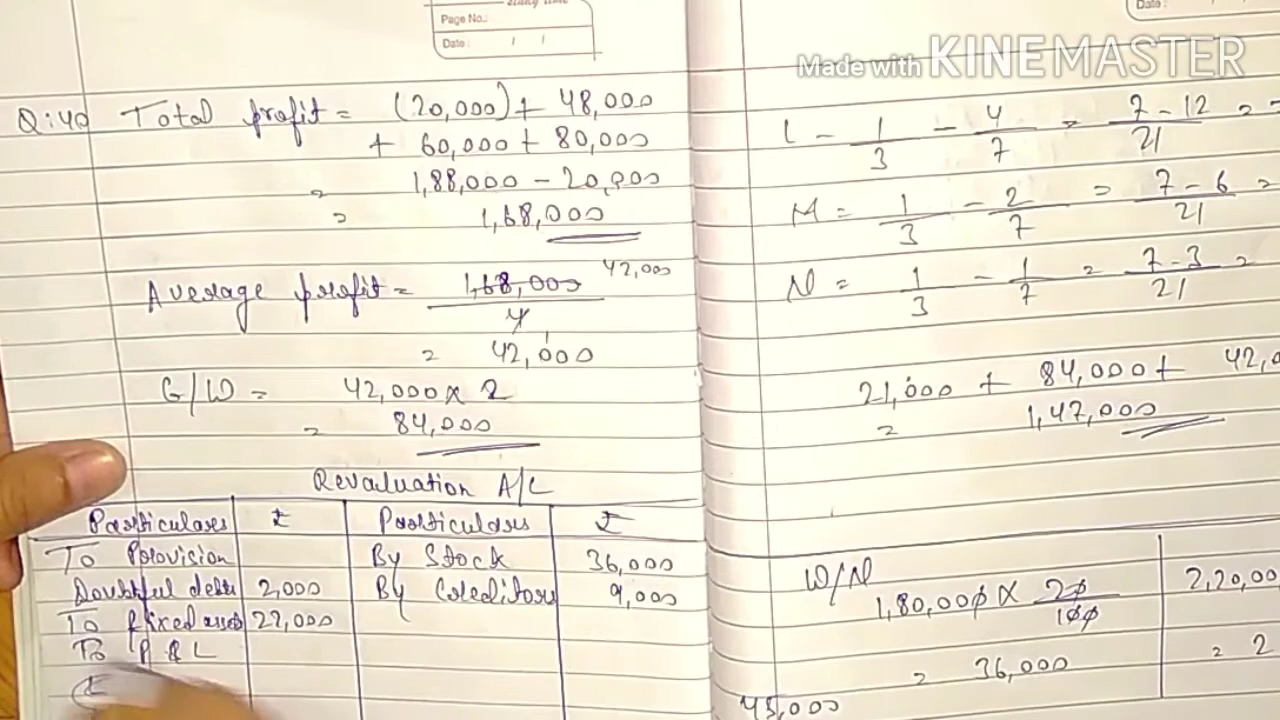 Page No.:
Date :
Date :
Made with KINEMASTER
Q:40 Total profit = (20,000) + 48,000
+ 60,000 + 80,000
= 1,88,000 - 20,000
= 1,68,000
Average profit = 1,68,000 / 4 42,000
= 42,000
G/W = 42,000 x 2
= 84,000
Revaluation A/c
Particulars ₹ Particulars ₹
To Provision By Stock 36,000
Doubtful debts 2,000 By Creditors 9,000
To fixed assets 22,000
To P & L
L - 1/3 - 4/7 = 7 - 12 / 21 =
M = 1/3 - 2/7 = 7 - 6 / 21 =
N = 1/3 - 1/7 = 7 - 3 / 21 =
21,000 + 84,000 +
= 1,47,000
W/N
1,80,000 x 20/100
= 36,000
45,000